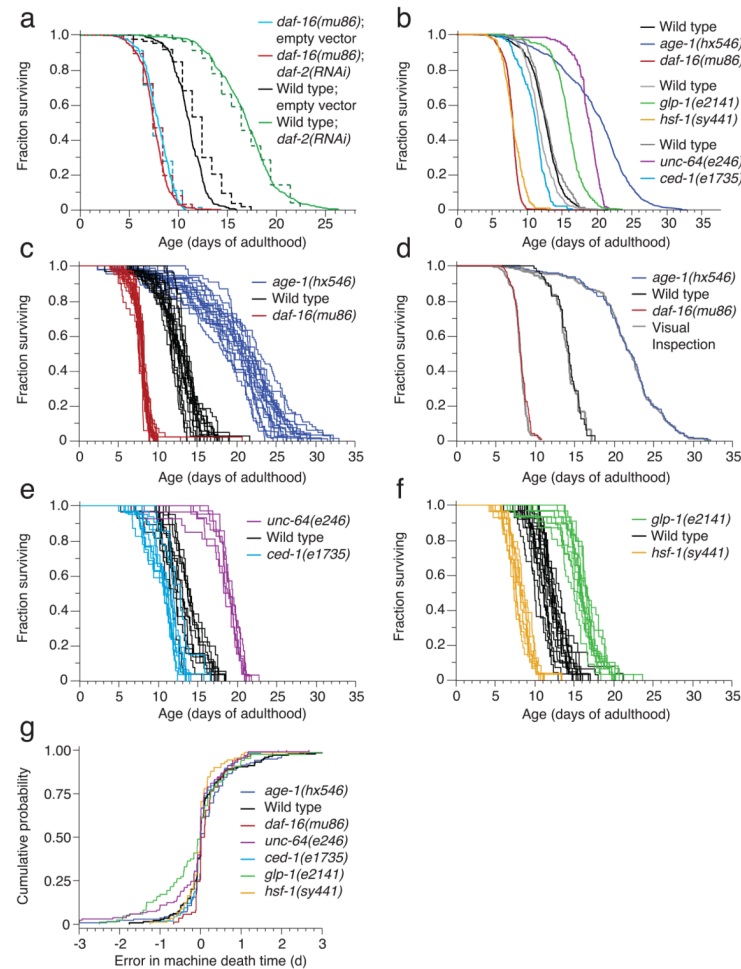 a
daf-16(mu86);
empty vector
daf-16(mu86);
daf-2(RNAi)
Wild type;
empty vector
Wild type;
daf-2(RNAi)
Fraction surviving
1.0
0.8
0.6
0.4
0.2
0
0 5 10 15 20 25
Age (days of adulthood)
b
Wild type
age-1(hx546)
daf-16(mu86)
Wild type
glp-1(e2141)
hsf-1(sy441)
Wild type
unc-64(e246)
ced-1(e1735)
Fraction surviving
1.0
0.8
0.6
0.4
0.2
0
0 5 10 15 20 25 30 35
Age (days of adulthood)
c
age-1(hx546)
Wild type
daf-16(mu86)
Fraction surviving
1.0
0.8
0.6
0.4
0.2
0
0 5 10 15 20 25 30 35
Age (days of adulthood)
d
age-1(hx546)
Wild type
daf-16(mu86)
Visual
Inspection
Fraction surviving
1.0
0.8
0.6
0.4
0.2
0
0 5 10 15 20 25 30 35
Age (days of adulthood)
e
unc-64(e246)
Wild type
ced-1(e1735)
Fraction surviving
1.0
0.8
0.6
0.4
0.2
0
0 5 10 15 20 25 30 35
Age (days of adulthood)
f
glp-1(e2141)
Wild type
hsf-1(sy441)
Fraction surviving
1.0
0.8
0.6
0.4
0.2
0
0 5 10 15 20 25 30 35
Age (days of adulthood)
g
age-1(hx546)
Wild type
daf-16(mu86)
unc-64(e246)
ced-1(e1735)
glp-1(e2141)
hsf-1(sy441)
Cumulative probability
1.00
0.75
0.50
0.25
0
-3 -2 -1 0 1 2 3
Error in machine death time (d)